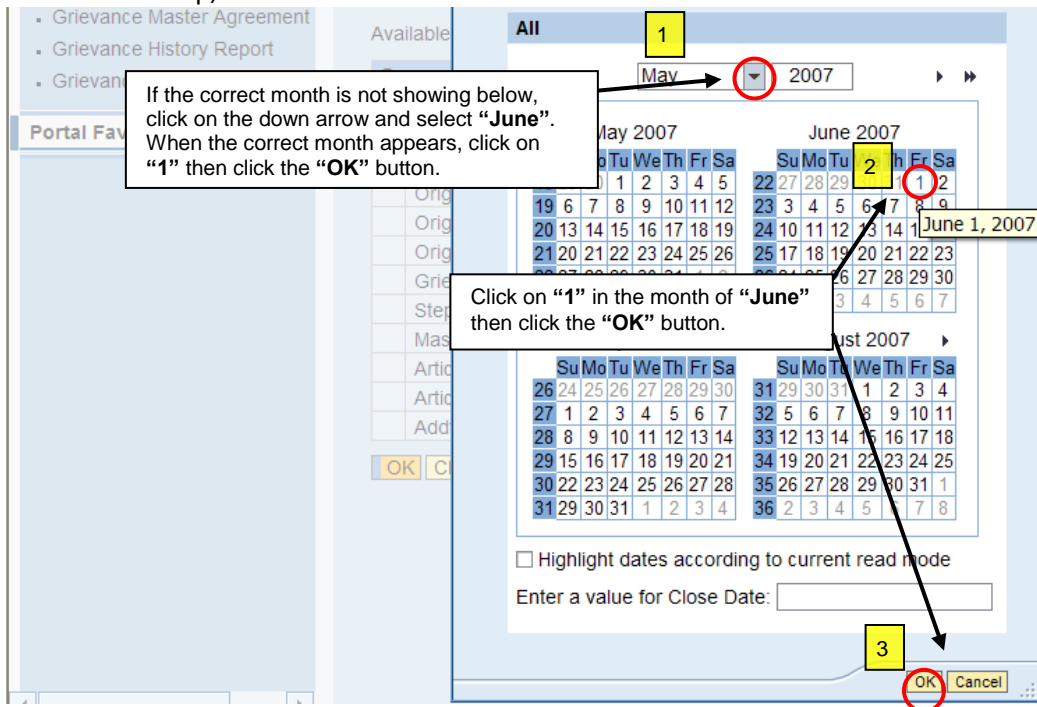 Grievance Master Agreement
Grievance History Report
Portal Fav
Available
All
1
May 2007
If the correct month is not showing below,
click on the down arrow and select “June”.
When the correct month appears, click on
“1” then click the “OK” button.
May 2007
Tu We Th Fr Sa
1 2 3 4 5
19 6 7 8 9 10 11 12
20 13 14 15 16 17 18 19
21 20 21 22 23 24 25 26
June 2007
2
Su Mo Tu We Th Fr Sa
22 27 28 29 30 31 1 2
23 3 4 5 6 7 8 9
24 10 11 12 13 14
25 17 18 19 20 21 22 23
26 27 28 29 30
3 4 5 6 7
June 1, 2007
Click on “1” in the month of “June”
then click the “OK” button.
Su Mo Tu We Th Fr Sa
26 24 25 26 27 28 29 30
27 1 2 3 4 5 6 7
28 8 9 10 11 12 13 14
29 15 16 17 18 19 20 21
30 22 23 24 25 26 27 28
31 29 30 31 1 2 3 4
2007
Su Mo Tu We Th Fr Sa
31 29 30 31 1 2 3 4
32 5 6 7 8 9 10 11
33 12 13 14 15 16 17 18
34 19 20 21 22 23 24 25
35 26 27 28 29 30 31 1
36 2 3 4 5 6 7 8
OK
Highlight dates according to current read mode
Enter a value for Close Date:
3
OK Cancel